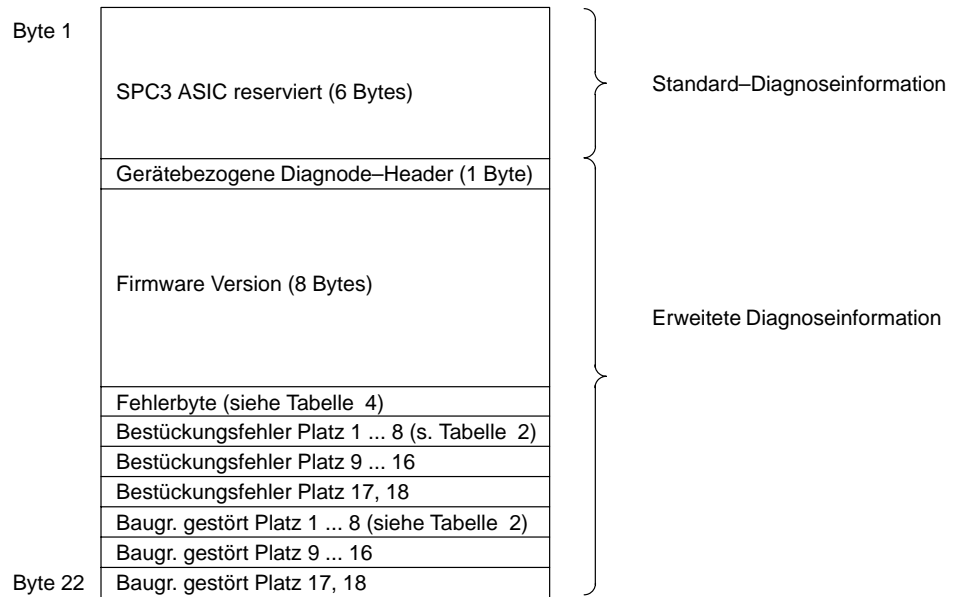 Byte 1
SPC3 ASIC reserviert (6 Bytes)
Standard–Diagnoseinformation
Gerätebezogene Diagnode–Header (1 Byte)
Firmware Version (8 Bytes)
Erweitete Diagnoseinformation
Fehlerbyte (siehe Tabelle 4)
Bestückungsfehler Platz 1 ... 8 (s. Tabelle 2)
Bestückungsfehler Platz 9 ... 16
Bestückungsfehler Platz 17, 18
Baugr. gestört Platz 1 ... 8 (siehe Tabelle 2)
Baugr. gestört Platz 9 ... 16
Byte 22 Baugr. gestört Platz 17, 18